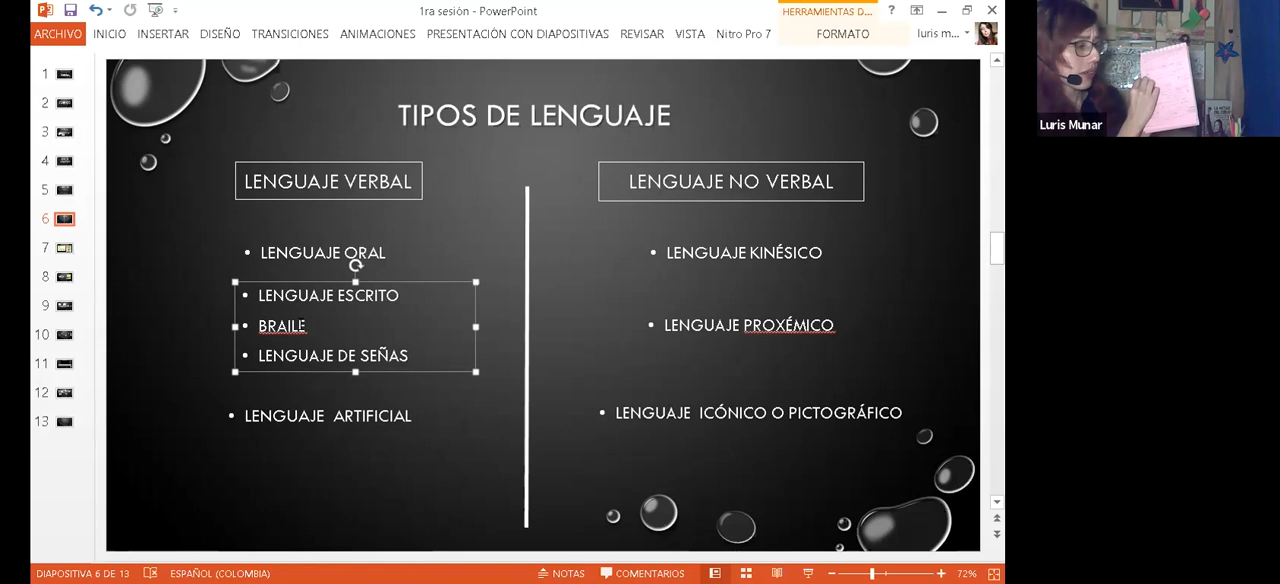 1ra sesión - PowerPoint
HERRAMIENTAS D...
?
ARCHIVO INICIO INSERTAR DISEÑO TRANSICIONES ANIMACIONES PRESENTACIÓN CON DIAPOSITIVAS REVISAR VISTA Nitro Pro 7 FORMATO luris m...
1
2
3
4
5
6
7
8
9
10
11
12
13
TIPOS DE LENGUAJE
LENGUAJE VERBAL
• LENGUAJE ORAL
• LENGUAJE ESCRITO
• BRAILE
• LENGUAJE DE SEÑAS
• LENGUAJE ARTIFICIAL
LENGUAJE NO VERBAL
• LENGUAJE KINÉSICO
• LENGUAJE PROXÉMICO
• LENGUAJE ICÓNICO O PICTOGRÁFICO
Luris Munar
DIAPOSITIVA 6 DE 13 ESPAÑOL (COLOMBIA) NOTAS COMENTARIOS 72%